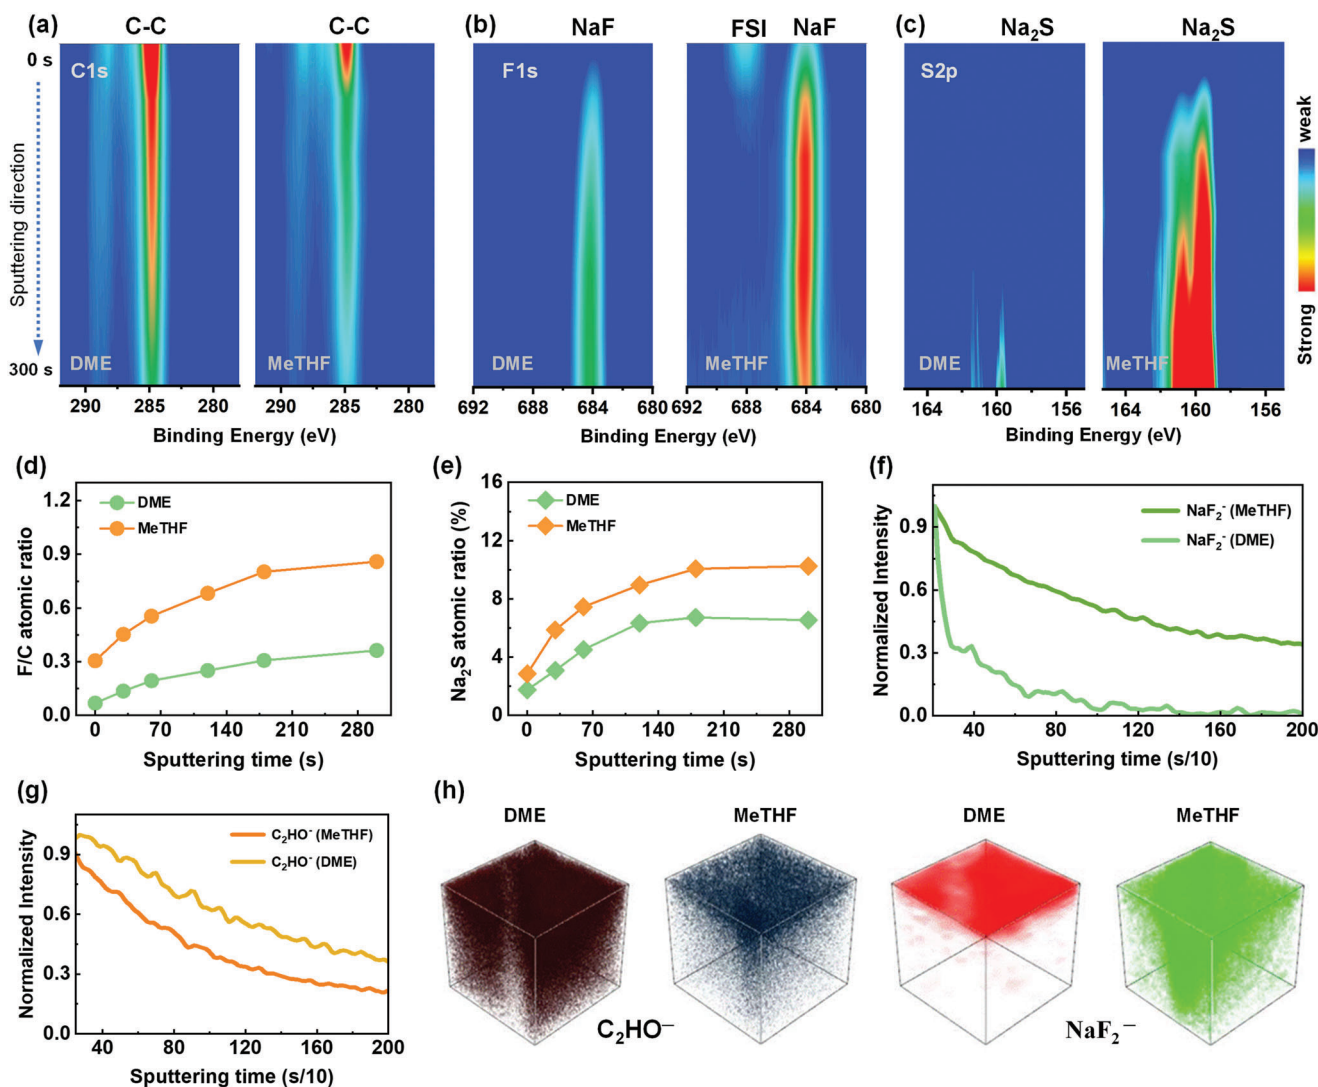 (a) C-C C-C (b) NaF FSI NaF (c) Na₂S Na₂S
0 s
C1s F1s S2p
Sputtering direction
300 s
DME MeTHF DME MeTHF DME MeTHF
weak
Strong
290 285 280 290 285 280 692 688 684 680 692 688 684 680 164 160 156 164 160 156
Binding Energy (eV) Binding Energy (eV) Binding Energy (eV)
(d)
F/C atomic ratio
1.2
0.9
0.6
0.3
0.0
DME
MeTHF
0 70 140 210 280
Sputtering time (s)
(e)
Na₂S atomic ratio (%)
16
12
8
4
0
DME
MeTHF
0 70 140 210 280
Sputtering time (s)
(f)
Normalized Intensity
0.9
0.6
0.3
0.0
NaF₂⁻ (MeTHF)
NaF₂⁻ (DME)
40 80 120 160 200
Sputtering time (s/10)
(g)
Normalized Intensity
0.9
0.6
0.3
0.0
C₂HO⁻ (MeTHF)
C₂HO⁻ (DME)
40 80 120 160 200
Sputtering time (s/10)
(h)
DME MeTHF DME MeTHF
C₂HO⁻ NaF₂⁻